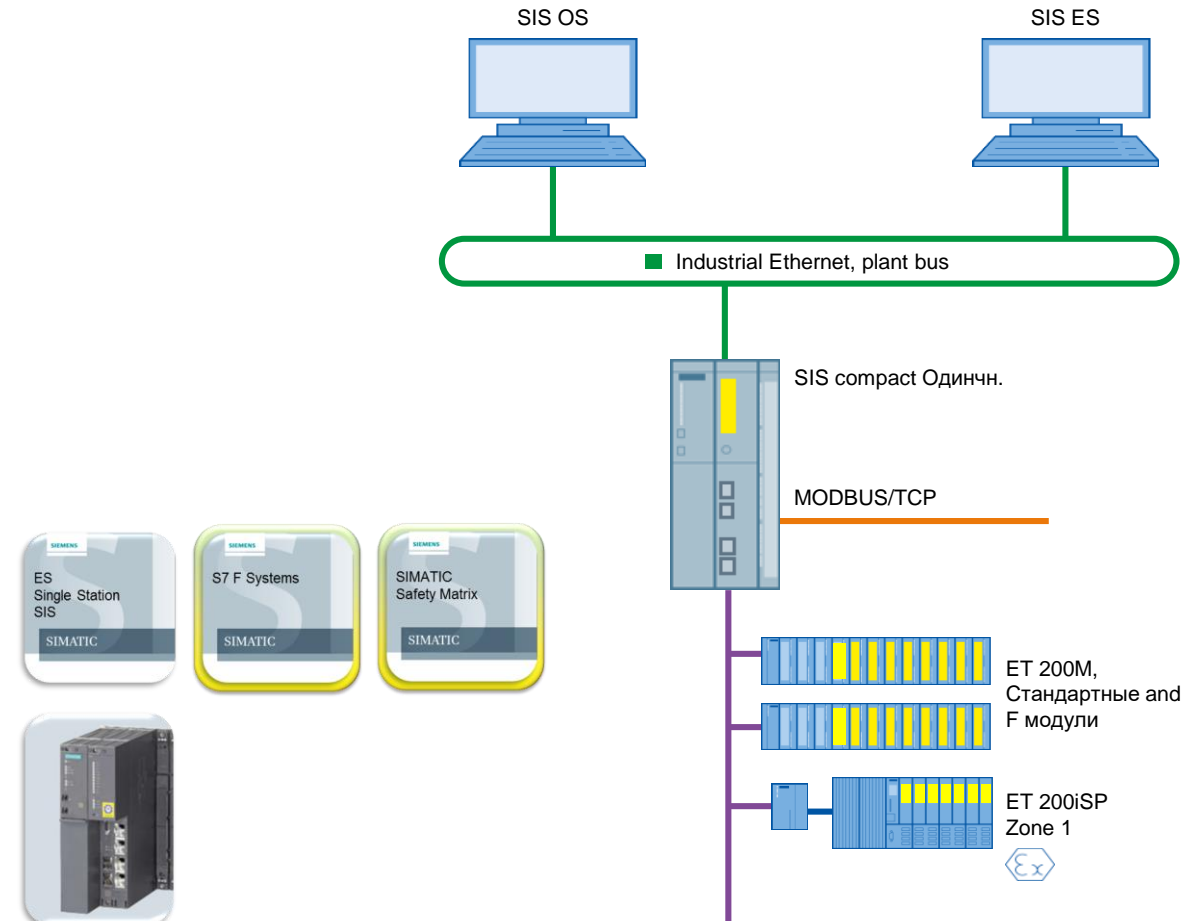 SIS OS
SIS ES
Industrial Ethernet, plant bus
SIS compact Одинчн.
MODBUS/TCP
SIEMENS
ES
Single Station
SIS
SIMATIC
SIEMENS
S7 F Systems
SIMATIC
SIEMENS
SIMATIC
Safety Matrix
SIMATIC
ET 200M,
Стандартные and
F модули
ET 200iSP
Zone 1
Ex